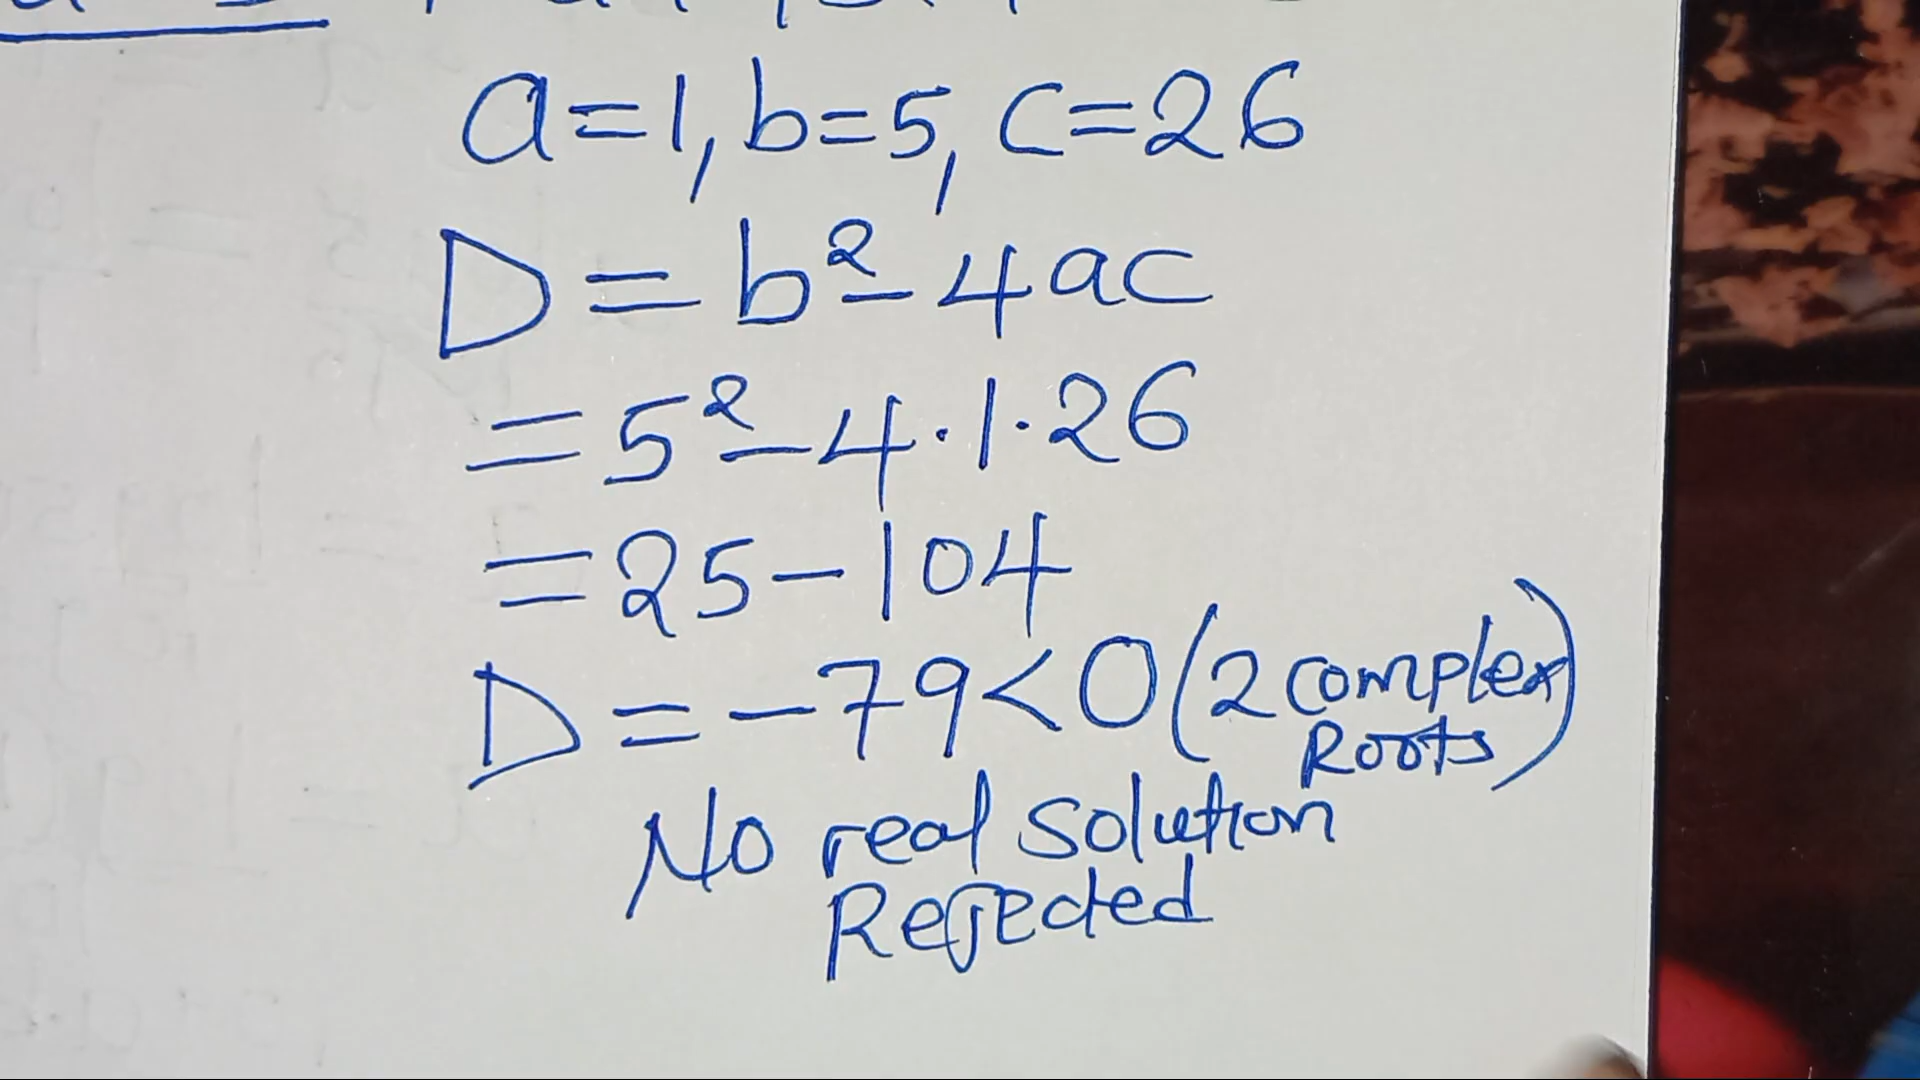 a=1, b=5, c=26
D = b² - 4ac
= 5² - 4·1·26
= 25 - 104
D = -79 < 0 (2 complex
Roots)
No real solution
Rejected